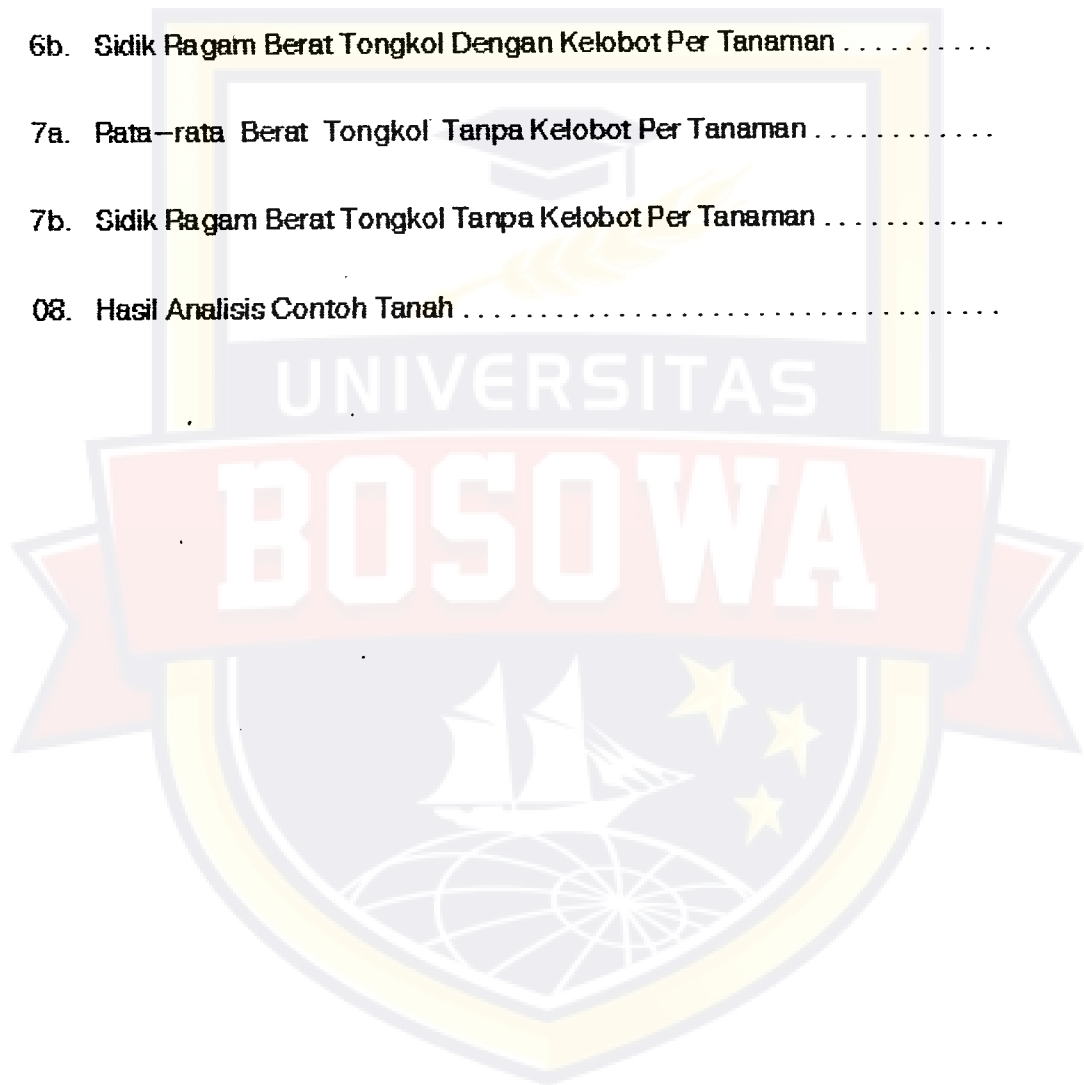 6b. Sidik Ragam Berat Tongkol Dengan Kelobot Per Tanaman . . . . . . . . . .
7a. Rata-rata Berat Tongkol Tanpa Kelobot Per Tanaman . . . . . . . . . . . .
7b. Sidik Ragam Berat Tongkol Tanpa Kelobot Per Tanaman . . . . . . . . . . . .
08. Hasil Analisis Contoh Tanah . . . . . . . . . . . . . . . . . . . . . . . . . . . . . . . . . . .
UNIVERSITAS
BOSOWA